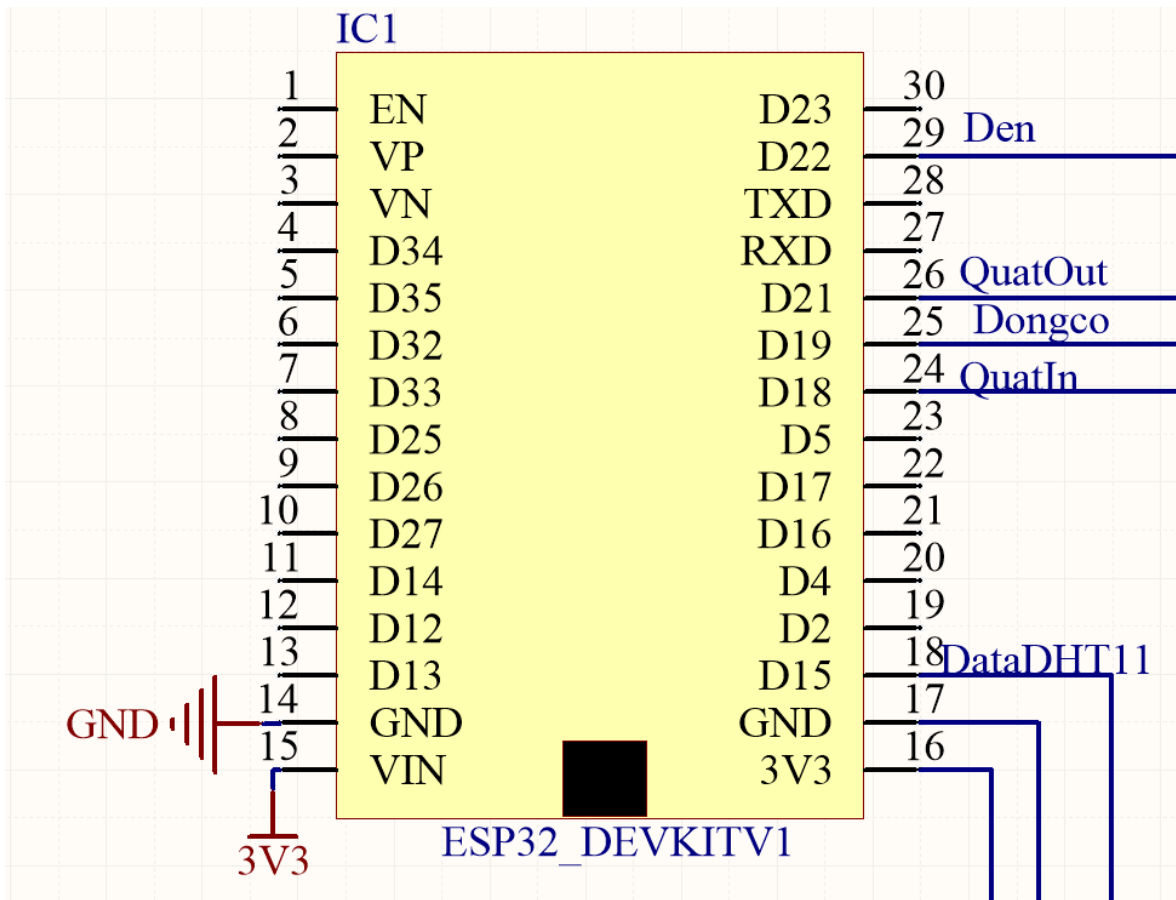 IC1
1 EN D23 30
2 VP D22 29 Den
3 VN TXD 28
4 D34 RXD 27
5 D35 D21 26 QuatOut
6 D32 D19 25 Dongco
7 D33 D18 24 QuatIn
8 D25 D5 23
9 D26 D17 22
10 D27 D16 21
11 D14 D4 20
12 D12 D2 19
13 D13 D15 18 DataDHT11
GND 14 GND GND 17
15 VIN 3V3 16
3V3
ESP32_DEVKITV1